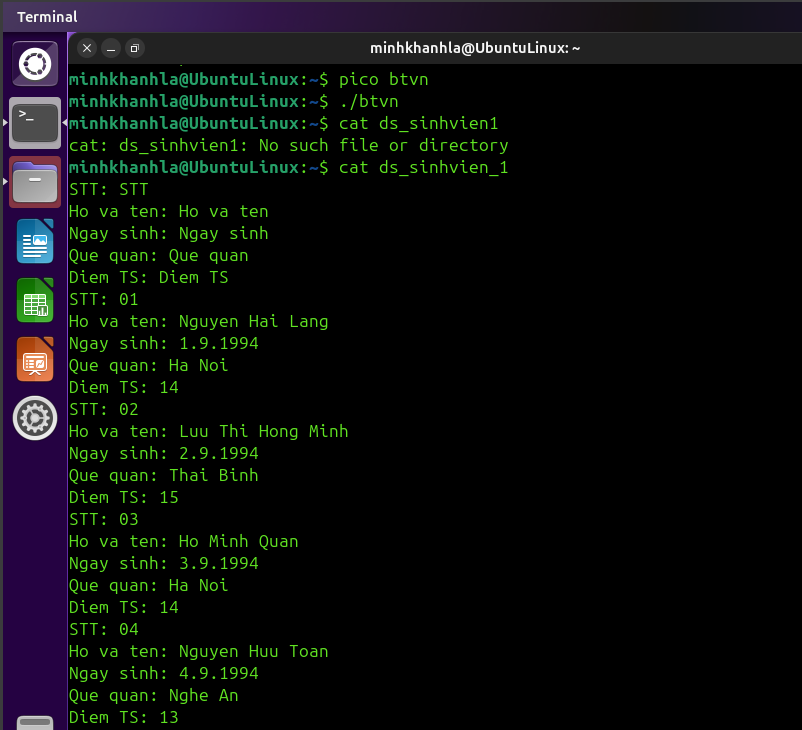 Terminal
minhkhanhla@UbuntuLinux: ~
minhkhanhla@UbuntuLinux:~$ pico btvn
minhkhanhla@UbuntuLinux:~$ ./btvn
minhkhanhla@UbuntuLinux:~$ cat ds_sinhvien1
cat: ds_sinhvien1: No such file or directory
minhkhanhla@UbuntuLinux:~$ cat ds_sinhvien_1
STT: STT
Ho va ten: Ho va ten
Ngay sinh: Ngay sinh
Que quan: Que quan
Diem TS: Diem TS
STT: 01
Ho va ten: Nguyen Hai Lang
Ngay sinh: 1.9.1994
Que quan: Ha Noi
Diem TS: 14
STT: 02
Ho va ten: Luu Thi Hong Minh
Ngay sinh: 2.9.1994
Que quan: Thai Binh
Diem TS: 15
STT: 03
Ho va ten: Ho Minh Quan
Ngay sinh: 3.9.1994
Que quan: Ha Noi
Diem TS: 14
STT: 04
Ho va ten: Nguyen Huu Toan
Ngay sinh: 4.9.1994
Que quan: Nghe An
Diem TS: 13